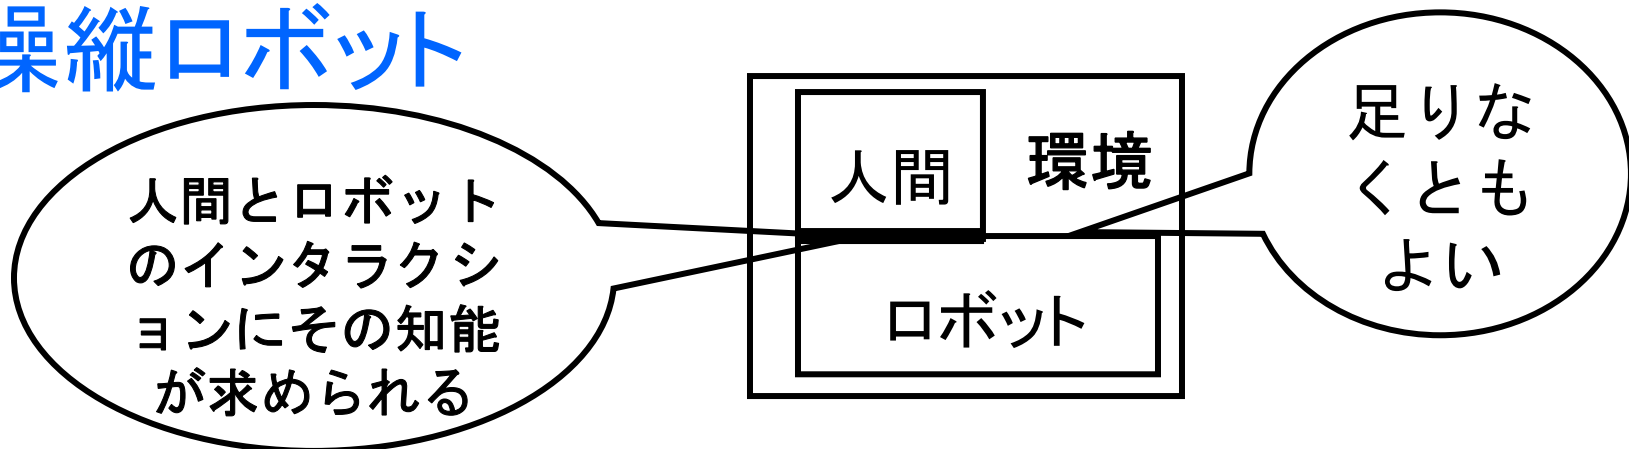 操縦ロボット
人間とロボット
のインタラクシ
ョンにその知能
が求められる
人間
環境
ロボット
足りな
くとも
よい